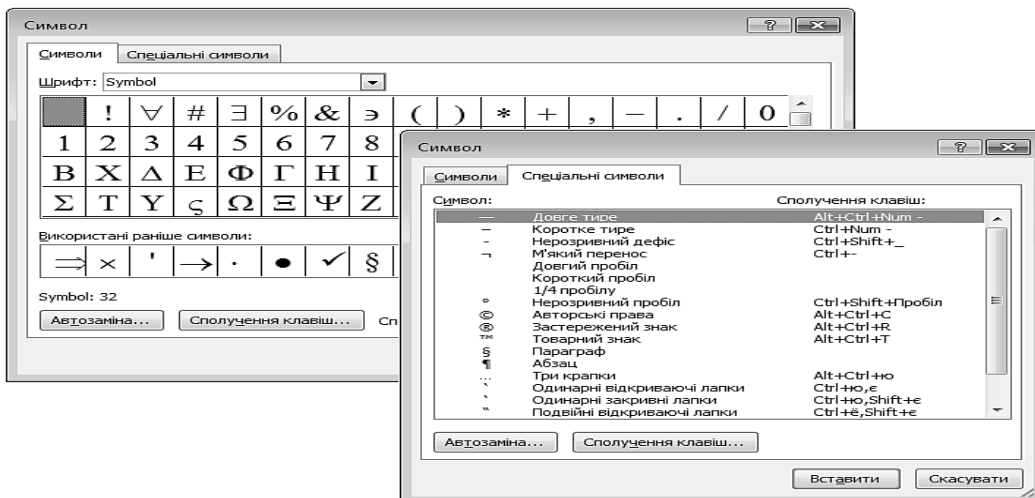 Символ
Символи Спеціальні символи
Шрифт: Symbol
! ∀ # ∃ % & ϶ ( ) * + , − . / 0
1 2 3 4 5 6 7 8
Β Χ Δ Ε Φ Γ Η Ι
Σ Τ Υ ς Ω Ξ Ψ Ζ
Використані раніше символи:
⇒ × ' → · ● ✓ §
Symbol: 32
Автозаміна... Сполучення клавіш... Сп
Символ
Символи Спеціальні символи
Символ: Сполучення клавіш:
— Довге тире Alt+Ctrl+Num -
– Коротке тире Ctrl+Num -
- Нерозривний дефіс Ctrl+Shift+_
¬ М'який перенос Ctrl+-
Довгий пробіл
Короткий пробіл
1/4 пробілу
° Нерозривний пробіл Ctrl+Shift+Пробіл
© Авторські права Alt+Ctrl+C
® Застережений знак Alt+Ctrl+R
™ Товарний знак Alt+Ctrl+T
§ Параграф
¶ Абзац
… Три крапки Alt+Ctrl+ю
‛ Одинарні відкриваючі лапки Ctrl+ю,є
‛ Одинарні закривні лапки Ctrl+ю,Shift+є
‟ Подвійні відкриваючі лапки Ctrl+ё,Shift+є
Автозаміна... Сполучення клавіш...
Вставити Скасувати